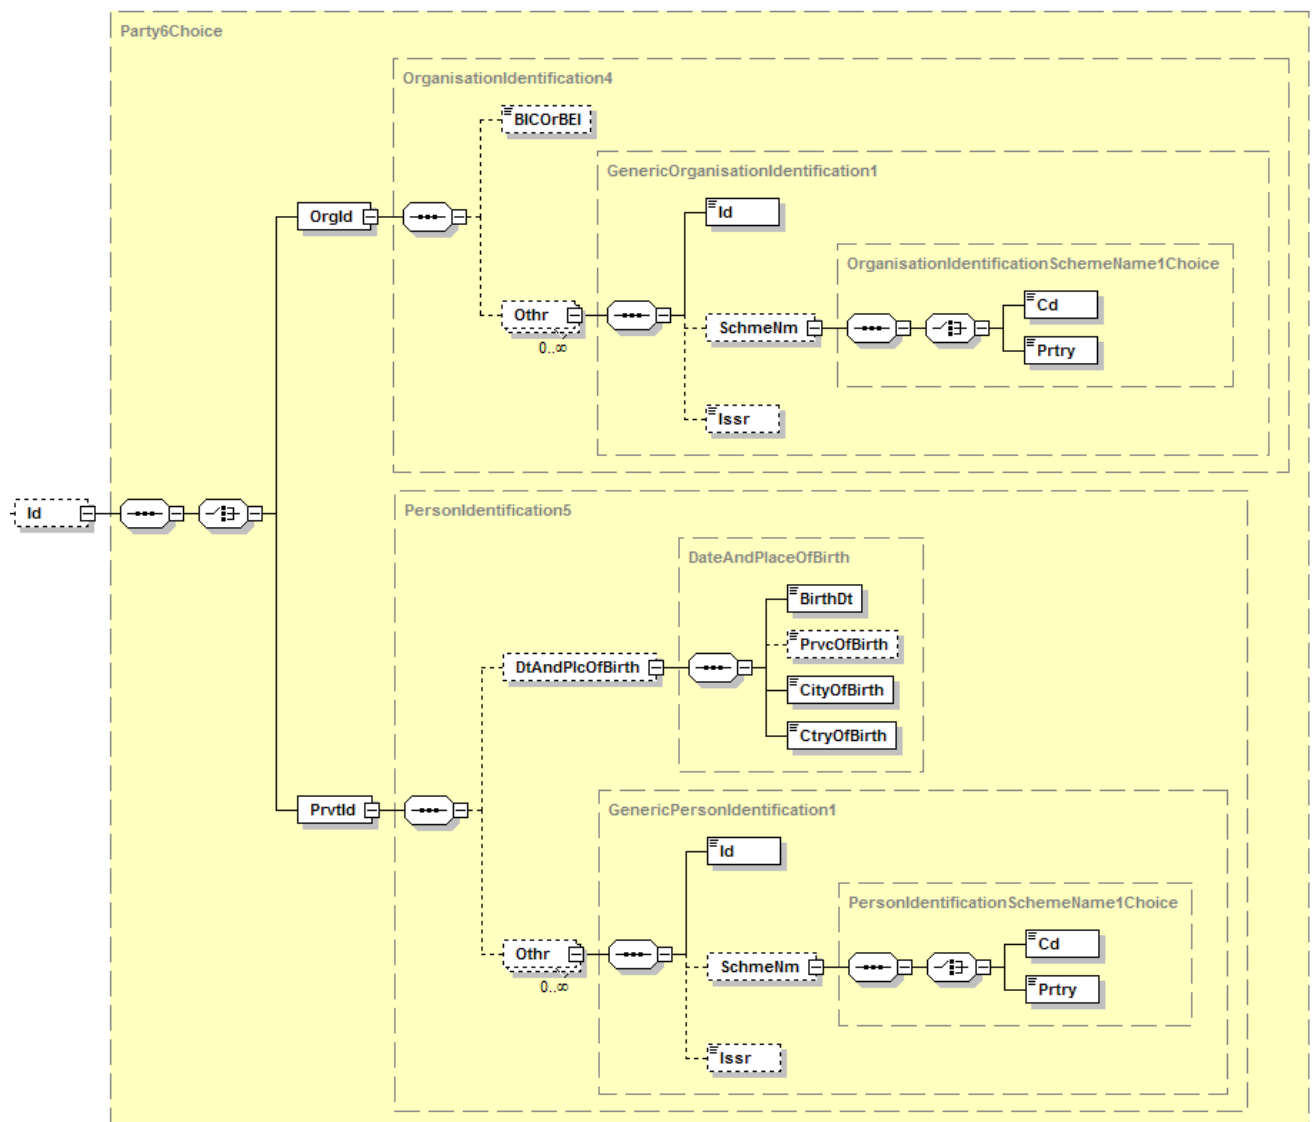 Party6Choice
OrganisationIdentification4
BICOrBEI
GenericOrganisationIdentification1
Id
OrgId
OrganisationIdentificationSchemeName1Choice
Cd
Othr
SchmeNm
0..∞
Prtry
Issr
Id
PersonIdentification5
DateAndPlaceOfBirth
BirthDt
PrvcOfBirth
DtAndPlcOfBirth
CityOfBirth
CtryOfBirth
PrvtId
GenericPersonIdentification1
Id
PersonIdentificationSchemeName1Choice
Cd
Othr
SchmeNm
0..∞
Prtry
Issr